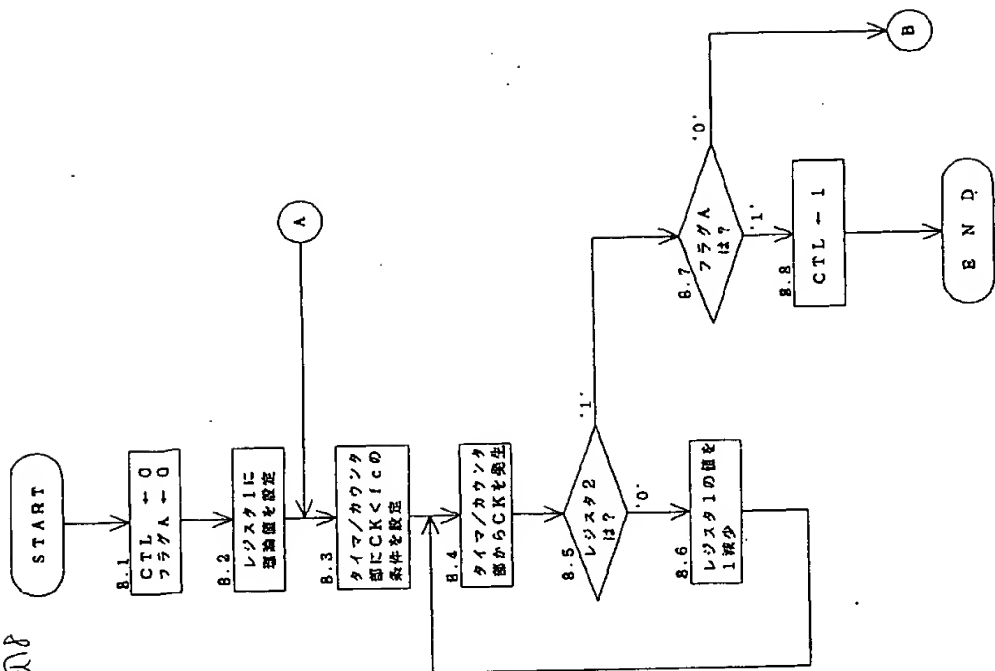 START
8.1
CTL ← 0
フラグA ← 0
8.2
レジスタ1に
理論値を設定
A
8.3
タイマ/カウンタ
部にCK<fcの
条件を設定
8.4
タイマ/カウンタ
部からCKを発生
8.5
レジスタ2
は?
'1'
'0'
8.6
レジスタ1の値を
1減少
8.7
フラグA
は?
'0'
'1'
B
8.8
CTL ← 1
END